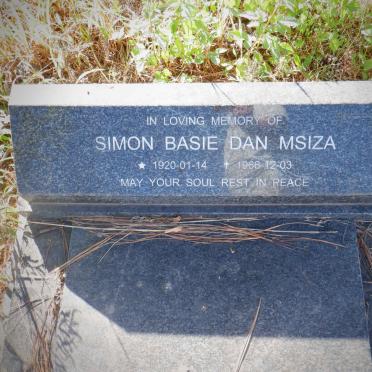 IN LOVING MEMORY OF
SIMON BASIE DAN MSIZA
★ 1920-01-14 ✝ 1968-12-03
MAY YOUR SOUL REST IN PEACE